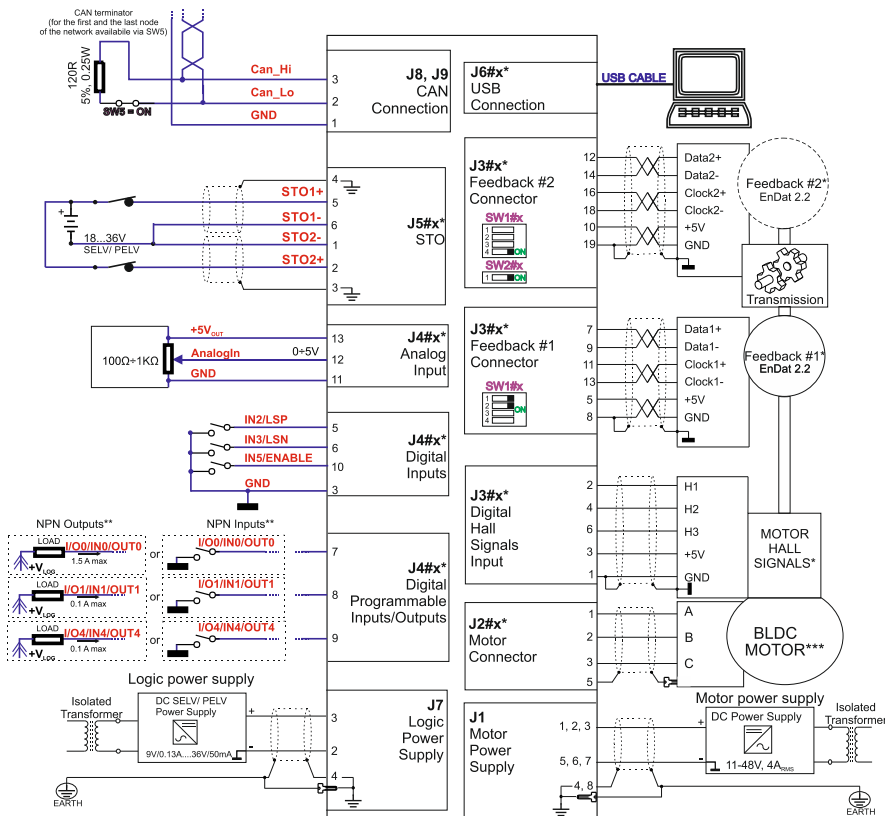 CAN terminator
(for the first and the last node
of the network availabile via SW5)
120R
5%, 0.25W
SW5 = ON
Can_Hi
Can_Lo
GND
3
2
1
J8, J9
CAN
Connection
J6#x*
USB
Connection
USB CABLE
18...36V
SELV/ PELV
+
STO1+
STO1-
STO2-
STO2+
4
5
6
1
2
3
J5#x*
STO
J3#x*
Feedback #2
Connector
SW1#x
1
2
3
4
ON
SW2#x
1
ON
12
14
16
18
10
19
Data2+
Data2-
Clock2+
Clock2-
+5V
GND
Feedback #2*
EnDat 2.2
Transmission
100Ω÷1KΩ
+5VOUT
AnalogIn
GND
0÷5V
13
12
11
J4#x*
Analog
Input
J3#x*
Feedback #1
Connector
SW1#x
1
2
3
4
ON
7
9
11
13
5
8
Data1+
Data1-
Clock1+
Clock1-
+5V
GND
Feedback #1*
EnDat 2.2
IN2/LSP
IN3/LSN
IN5/ENABLE
GND
5
6
10
3
J4#x*
Digital
Inputs
J3#x*
Digital
Hall
Signals
Input
2
4
6
3
1
H1
H2
H3
+5V
GND
MOTOR
HALL
SIGNALS*
NPN Outputs**
NPN Inputs**
LOAD
I/O0/IN0/OUT0
+VLOG
1.5 A max
or
I/O0/IN0/OUT0
7
LOAD
I/O1/IN1/OUT1
+VLOG
0.1 A max
or
I/O1/IN1/OUT1
8
LOAD
I/O4/IN4/OUT4
+VLOG
0.1 A max
or
I/O4/IN4/OUT4
9
J4#x*
Digital
Programmable
Inputs/Outputs
J2#x*
Motor
Connector
1
2
3
5
A
B
C
BLDC
MOTOR***
Logic power supply
Isolated
Transformer
DC SELV/ PELV
Power Supply
9V/0.13A....36V/50mA
+
-
3
2
4
EARTH
J7
Logic
Power
Supply
J1
Motor
Power
Supply
1, 2, 3
5, 6, 7
4, 8
Motor power supply
+
-
DC Power Supply
11-48V, 4ARMS
Isolated
Transformer
EARTH